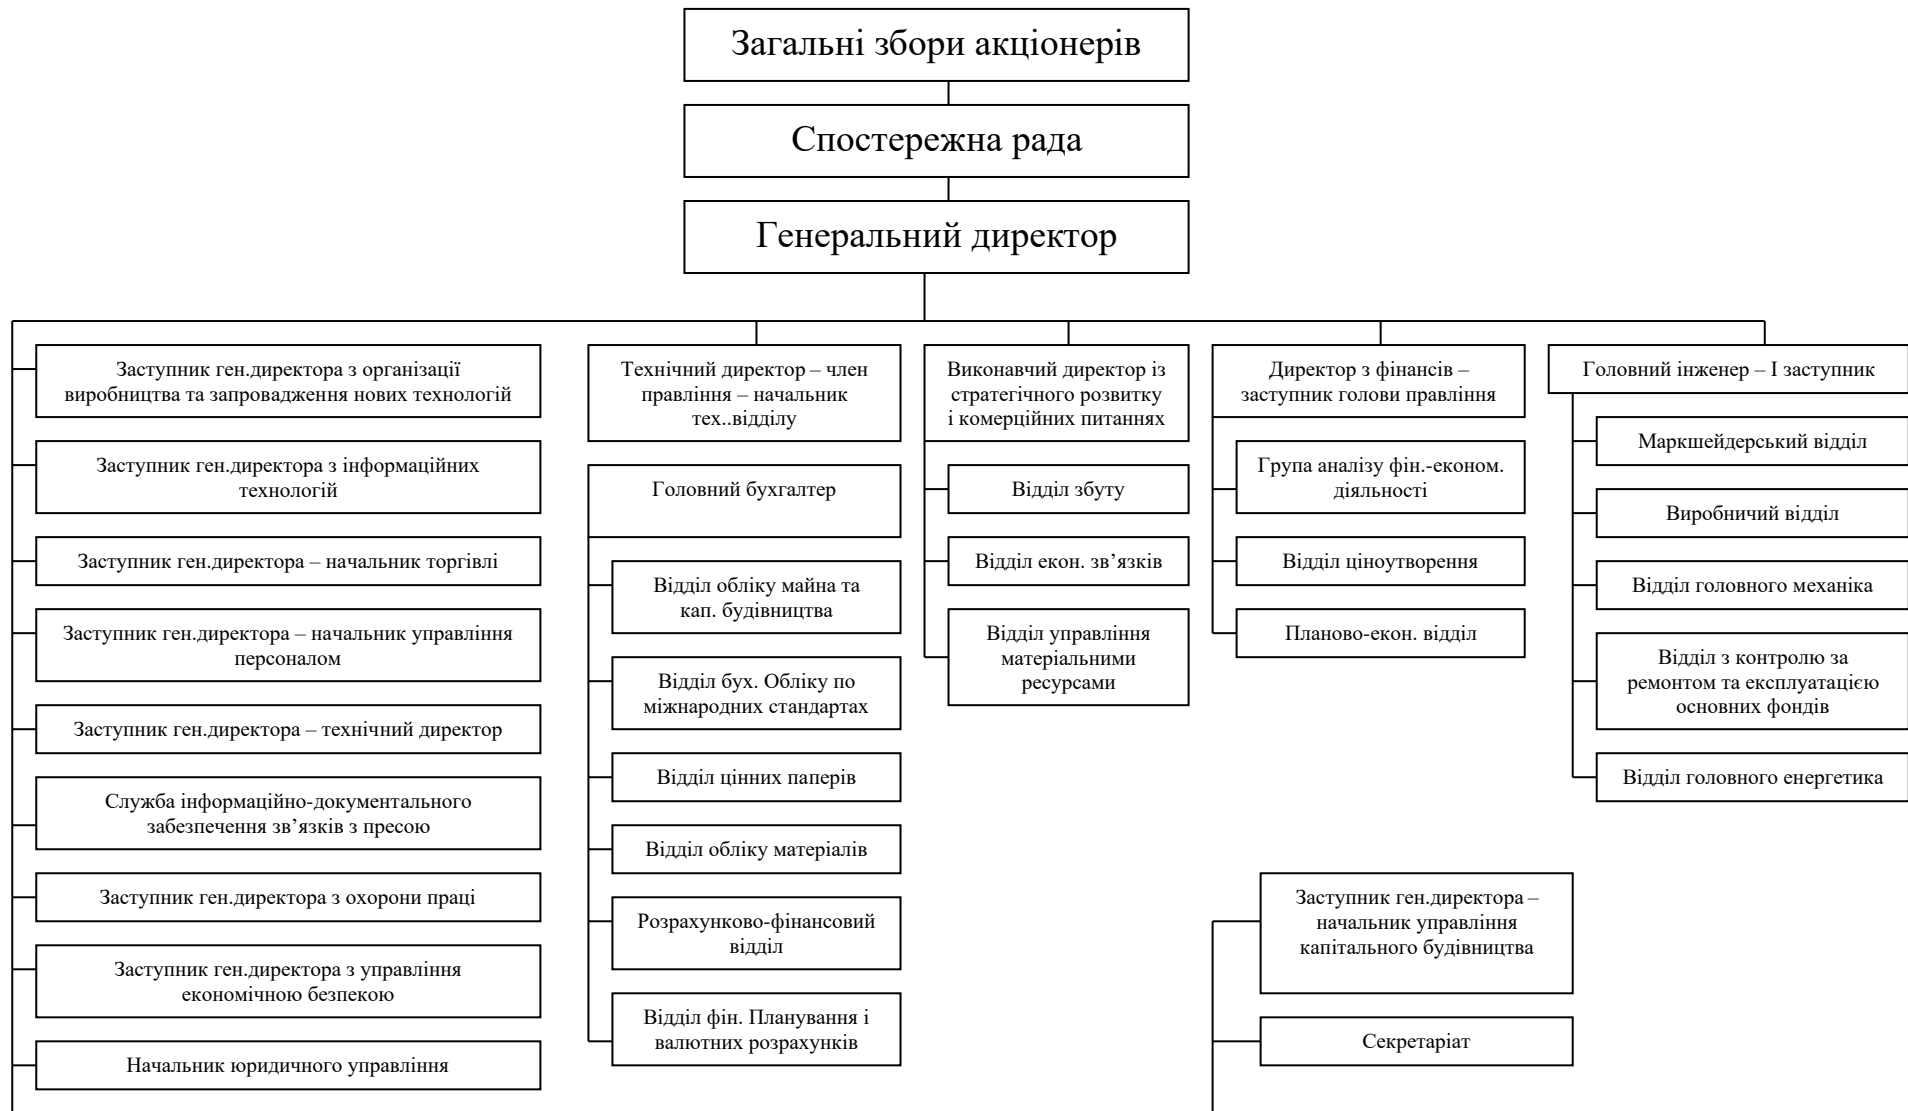 Загальні збори акціонерів
Спостережна рада
Генеральний директор
Заступник ген.директора з організації
виробництва та запровадження нових технологій
Заступник ген.директора з інформаційних
технологій
Заступник ген.директора – начальник торгівлі
Заступник ген.директора – начальник управління
персоналом
Заступник ген.директора – технічний директор
Служба інформаційно-документального
забезпечення зв’язків з пресою
Заступник ген.директора з охорони праці
Заступник ген.директора з управління
економічною безпекою
Начальник юридичного управління
Технічний директор – член
правління – начальник
тех..відділу
Головний бухгалтер
Відділ обліку майна та
кап. будівництва
Відділ бух. Обліку по
міжнародних стандартах
Відділ цінних паперів
Відділ обліку матеріалів
Розрахунково-фінансовий
відділ
Відділ фін. Планування і
валютних розрахунків
Виконавчий директор із
стратегічного розвитку
і комерційних питаннях
Відділ збуту
Відділ екон. зв’язків
Відділ управління
матеріальними
ресурсами
Директор з фінансів –
заступник голови правління
Група аналізу фін.-економ.
діяльності
Відділ ціноутворення
Планово-екон. відділ
Головний інженер – І заступник
Маркшейдерський відділ
Виробничий відділ
Відділ головного механіка
Відділ з контролю за
ремонтом та експлуатацією
основних фондів
Відділ головного енергетика
Заступник ген.директора –
начальник управління
капітального будівництва
Секретаріат